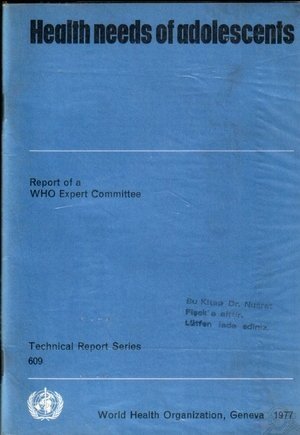 Health needs of adolescents
Report of a
WHO Expert Committee
Bu Kitap Dr. Nusret
Fişek'e aittir.
Lütfen iade ediniz.
Technical Report Series
609
World Health Organization, Geneva 1977